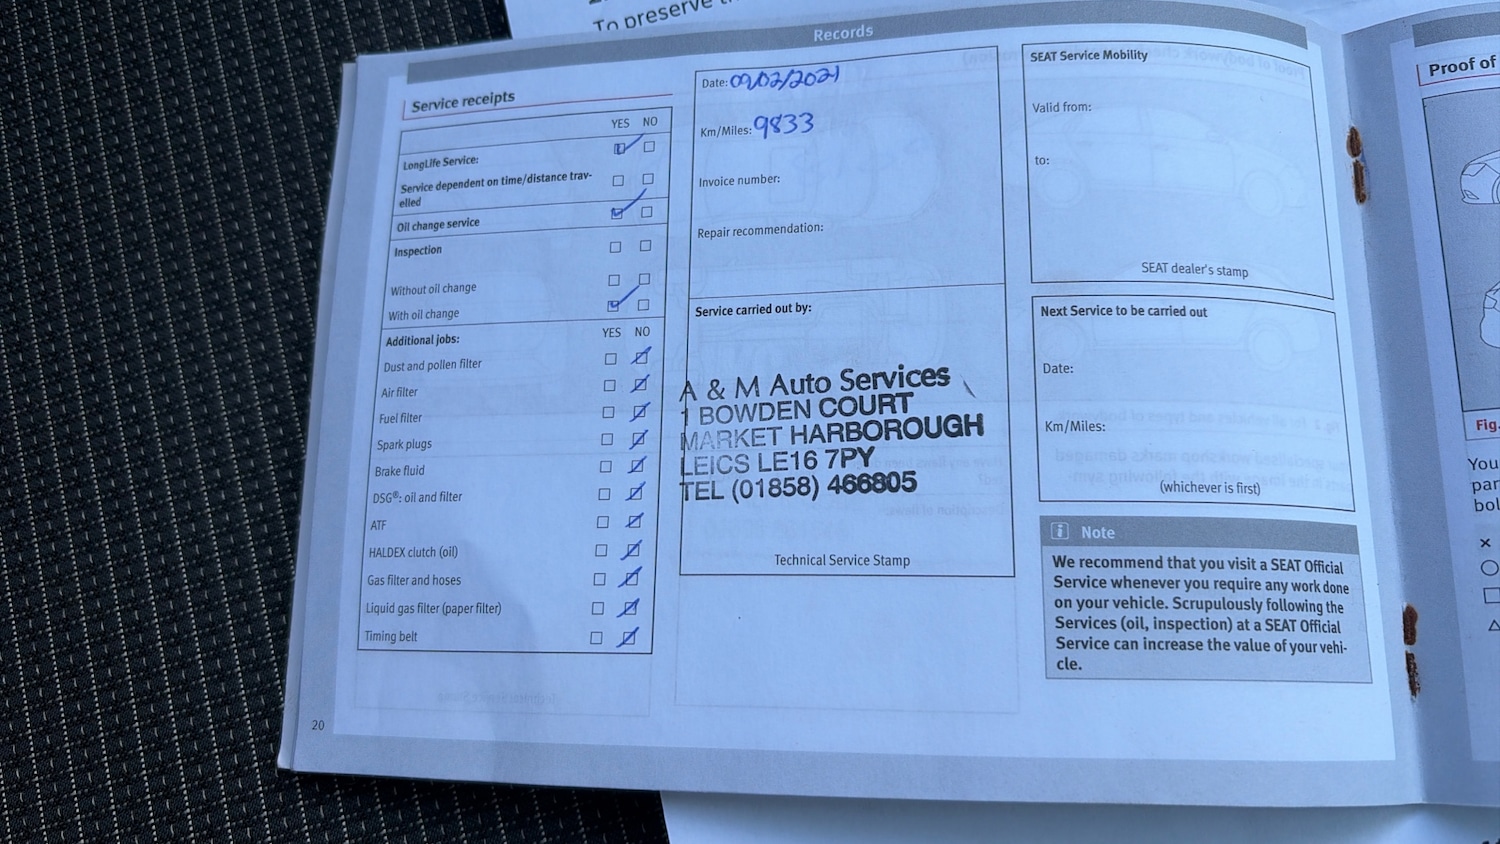 To preserve
Records
Service receipts
YES NO
LongLife Service:
Service dependent on time/distance trav-
elled
Oil change service
Inspection
Without oil change
With oil change
Additional jobs:
YES NO
Dust and pollen filter
Air filter
Fuel filter
Spark plugs
Brake fluid
DSG®: oil and filter
ATF
HALDEX clutch (oil)
Gas filter and hoses
Liquid gas filter (paper filter)
Timing belt
20
Date: 09/02/2021
Km/Miles: 9833
Invoice number:
Repair recommendation:
Service carried out by:
A & M Auto Services
1 BOWDEN COURT
MARKET HARBOROUGH
LEICS LE16 7PY
TEL (01858) 466805
Technical Service Stamp
SEAT Service Mobility
Valid from:
to:
SEAT dealer's stamp
Next Service to be carried out
Date:
Km/Miles:
(whichever is first)
i Note
We recommend that you visit a SEAT Official
Service whenever you require any work done
on your vehicle. Scrupulously following the
Services (oil, inspection) at a SEAT Official
Service can increase the value of your vehi-
cle.
Proof of
Fig.
You
par
bol